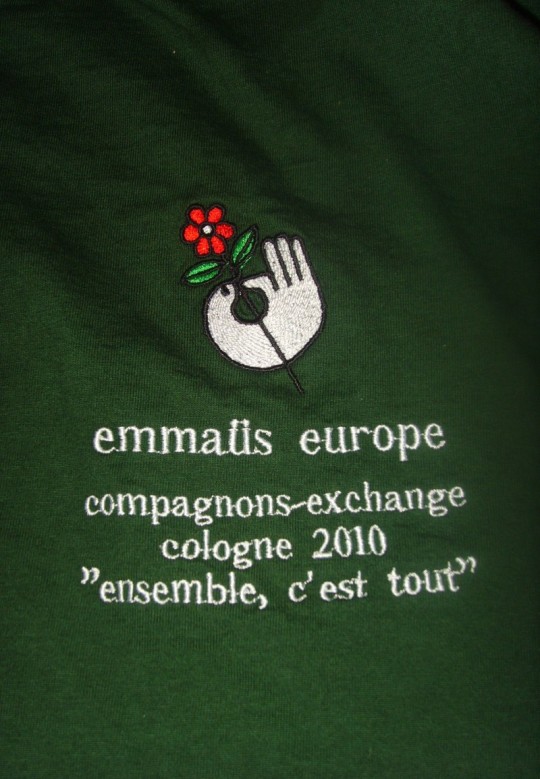 emmaüs europe
compagnons-exchange
cologne 2010
”ensemble, c'est tout”